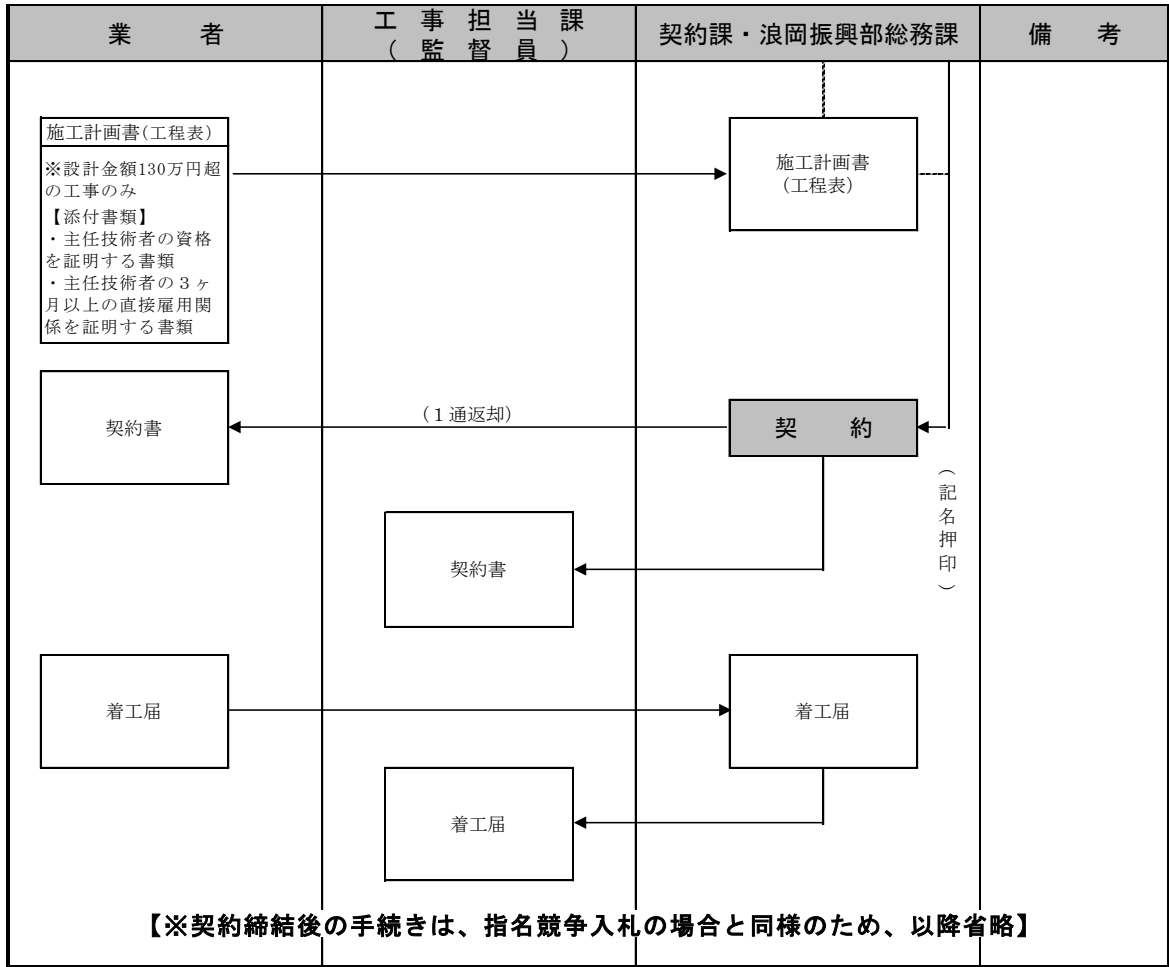 業　　者
工事担当課
(監督員)
契約課・浪岡振興部総務課
備　考
施工計画書(工程表)
※設計金額130万円超
の工事のみ
【添付書類】
・主任技術者の資格
を証明する書類
・主任技術者の３ヶ
月以上の直接雇用関
係を証明する書類
施工計画書
(工程表)
契約書
(１通返却)
契　約
(記名押印)
契約書
着工届
着工届
着工届
【※契約締結後の手続きは、指名競争入札の場合と同様のため、以降省略】